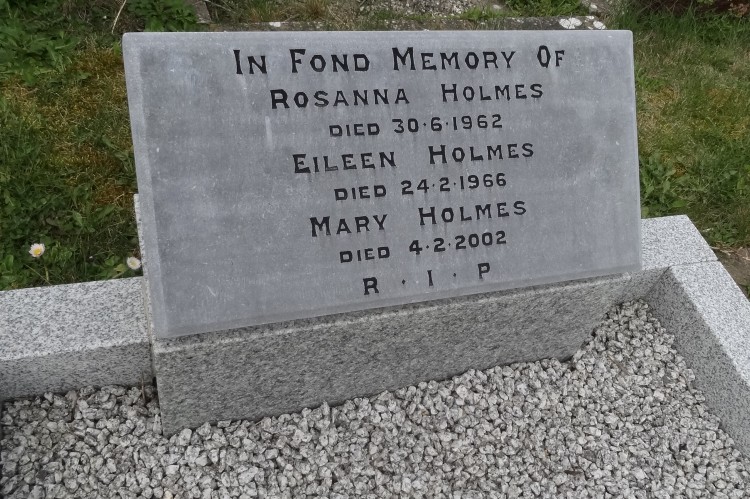 In Fond Memory Of
Rosanna Holmes
DIED 30·6·1962
Eileen Holmes
DIED 24·2·1966
Mary Holmes
DIED 4·2·2002
R·I·P